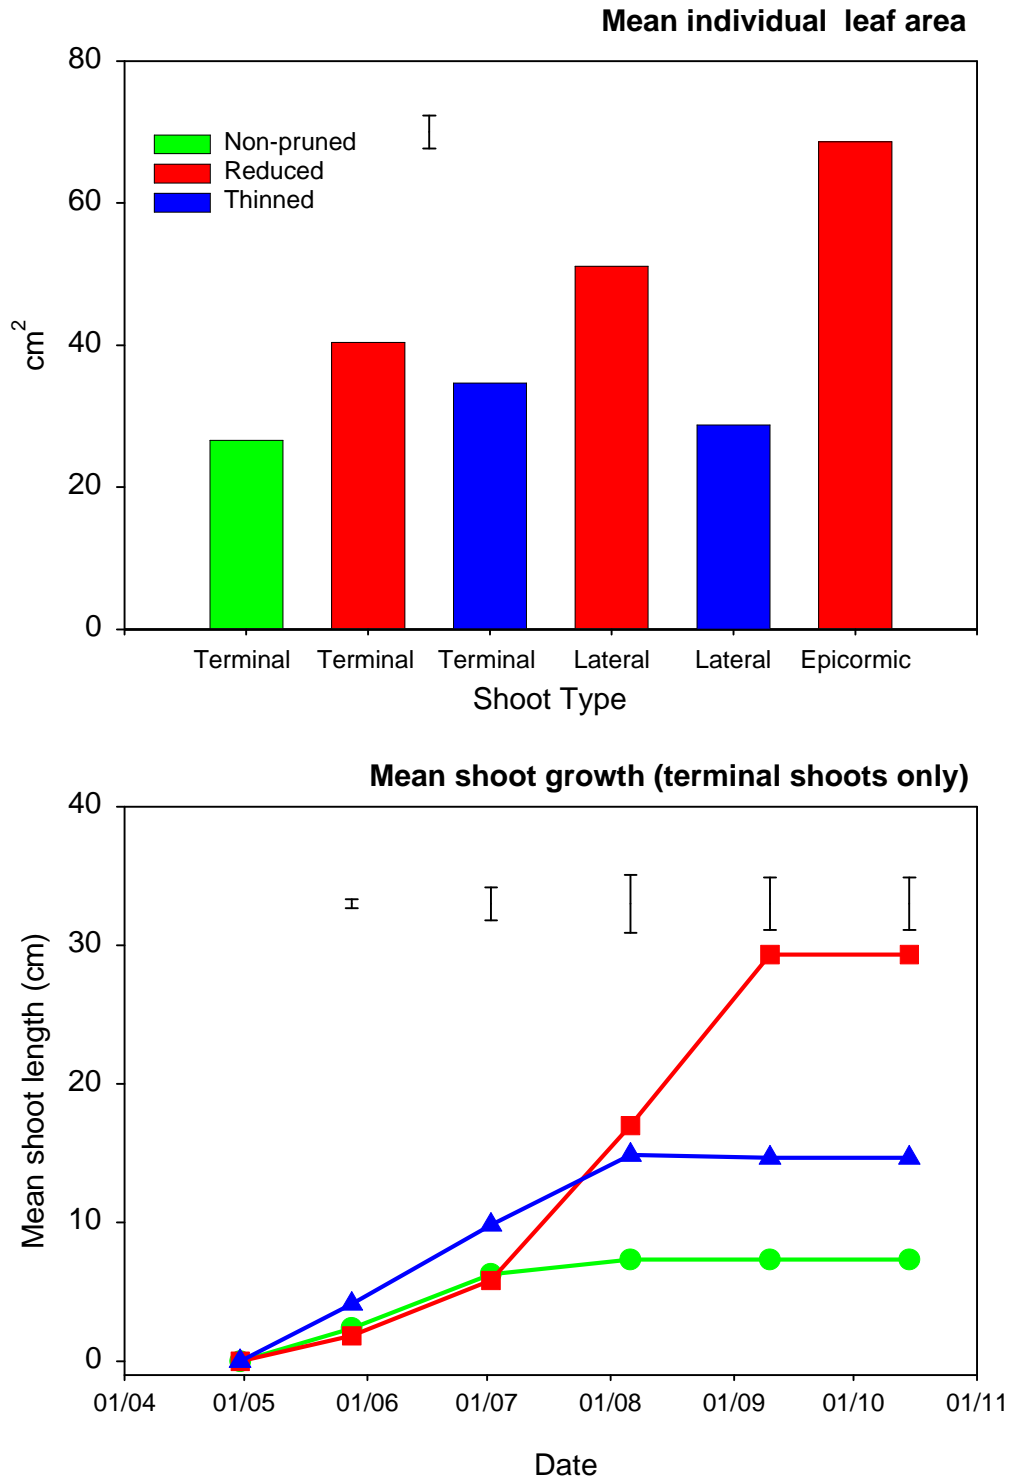 Mean individual  leaf area
80
60
40
20
0
cm²
Non-pruned
Reduced
Thinned
Terminal Terminal Terminal Lateral Lateral Epicormic
Shoot Type
Mean shoot growth (terminal shoots only)
40
30
20
10
0
Mean shoot length (cm)
01/04 01/05 01/06 01/07 01/08 01/09 01/10 01/11
Date